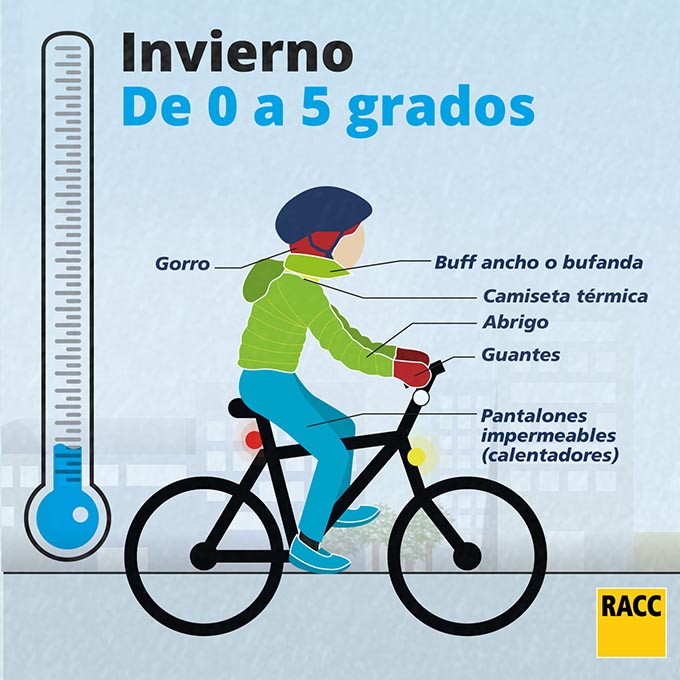 Invierno
De 0 a 5 grados
Gorro
Buff ancho o bufanda
Camiseta térmica
Abrigo
Guantes
Pantalones
impermeables
(calentadores)
RACC